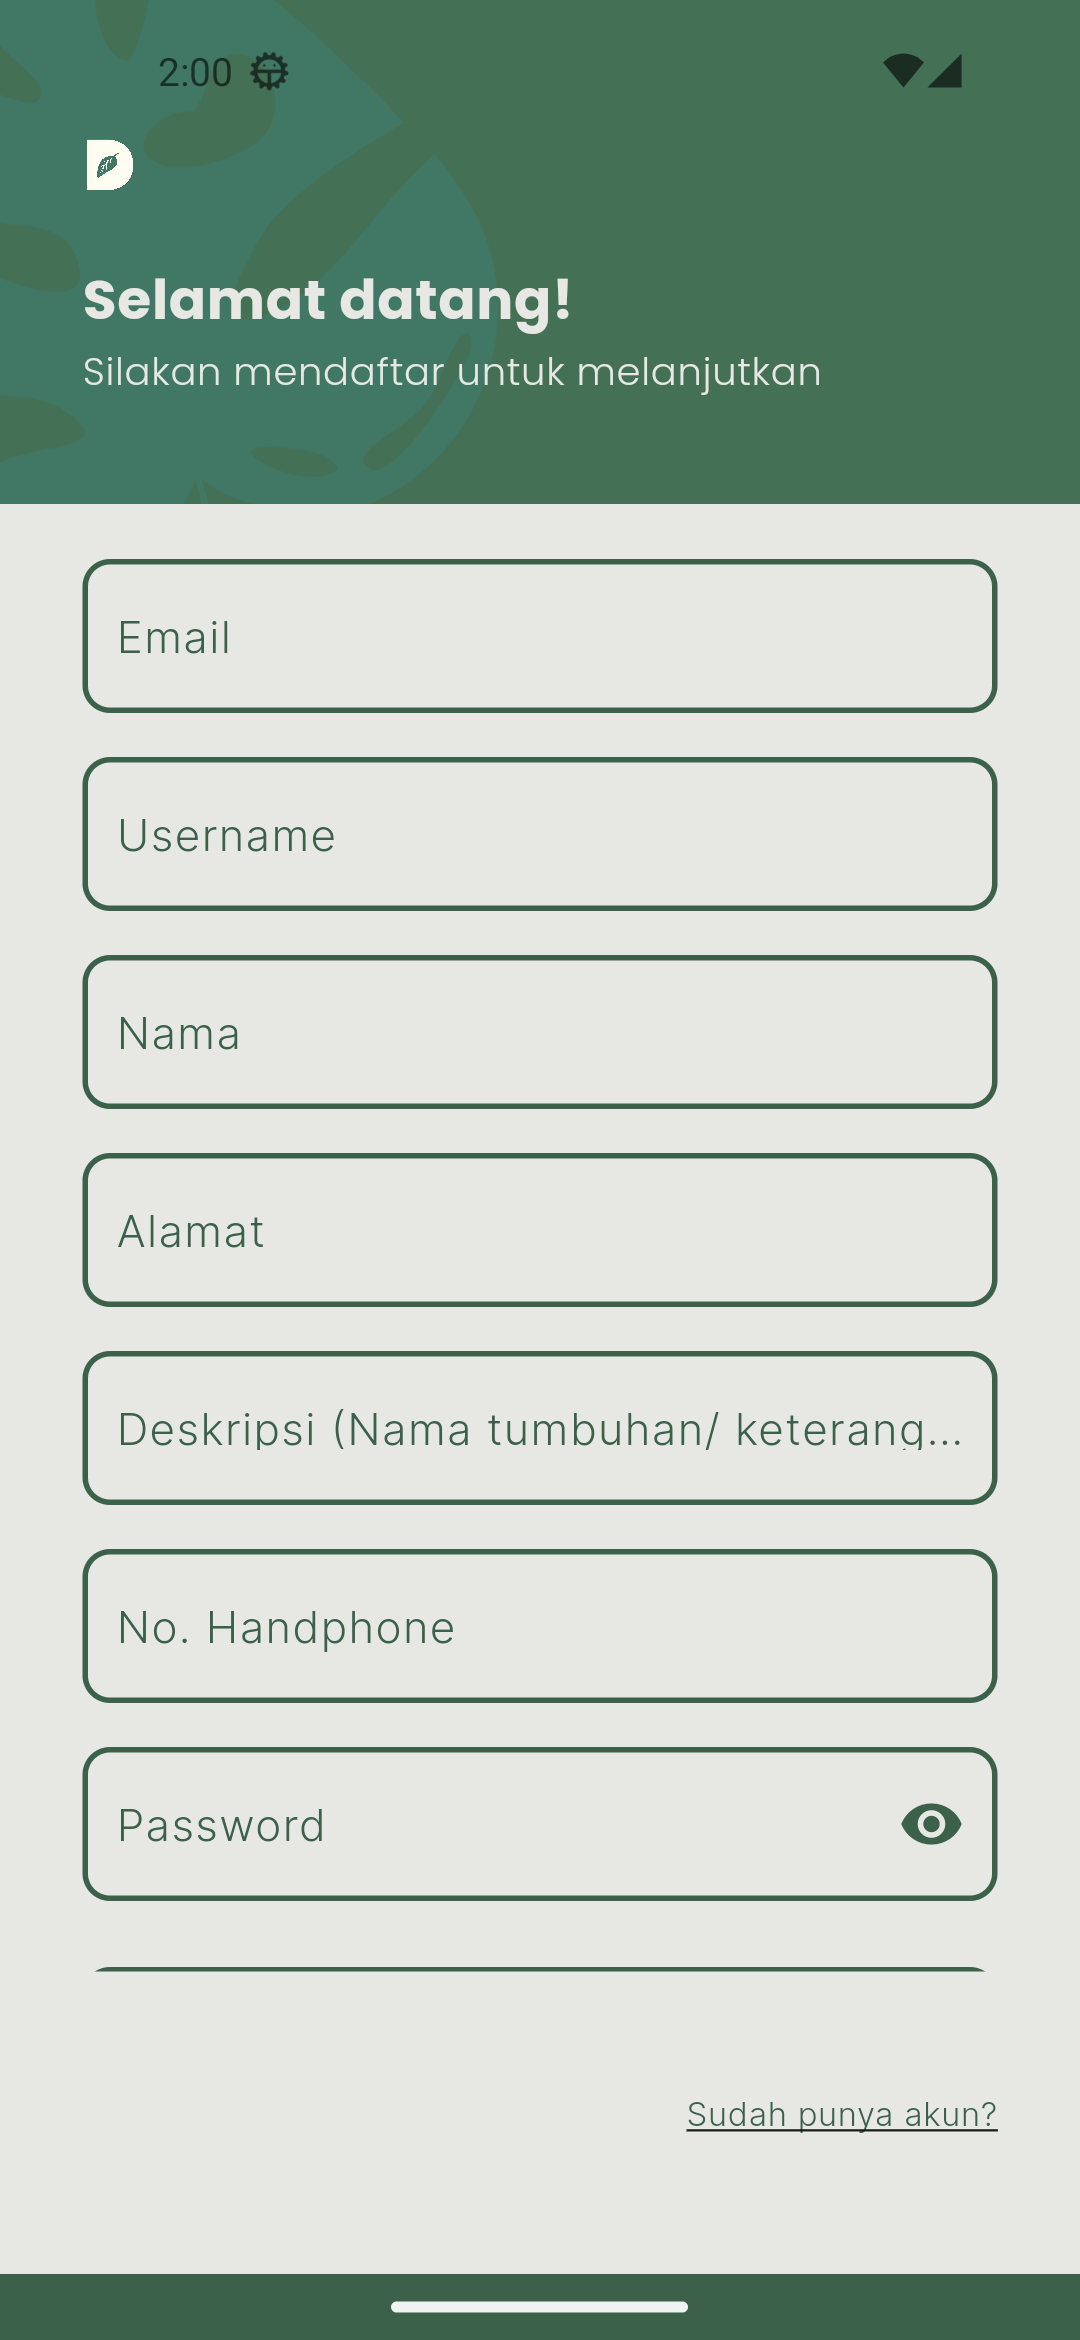 2:00
Selamat datang!
Silakan mendaftar untuk melanjutkan
Email
Username
Nama
Alamat
Deskripsi (Nama tumbuhan/ keterang...
No. Handphone
Password
Sudah punya akun?